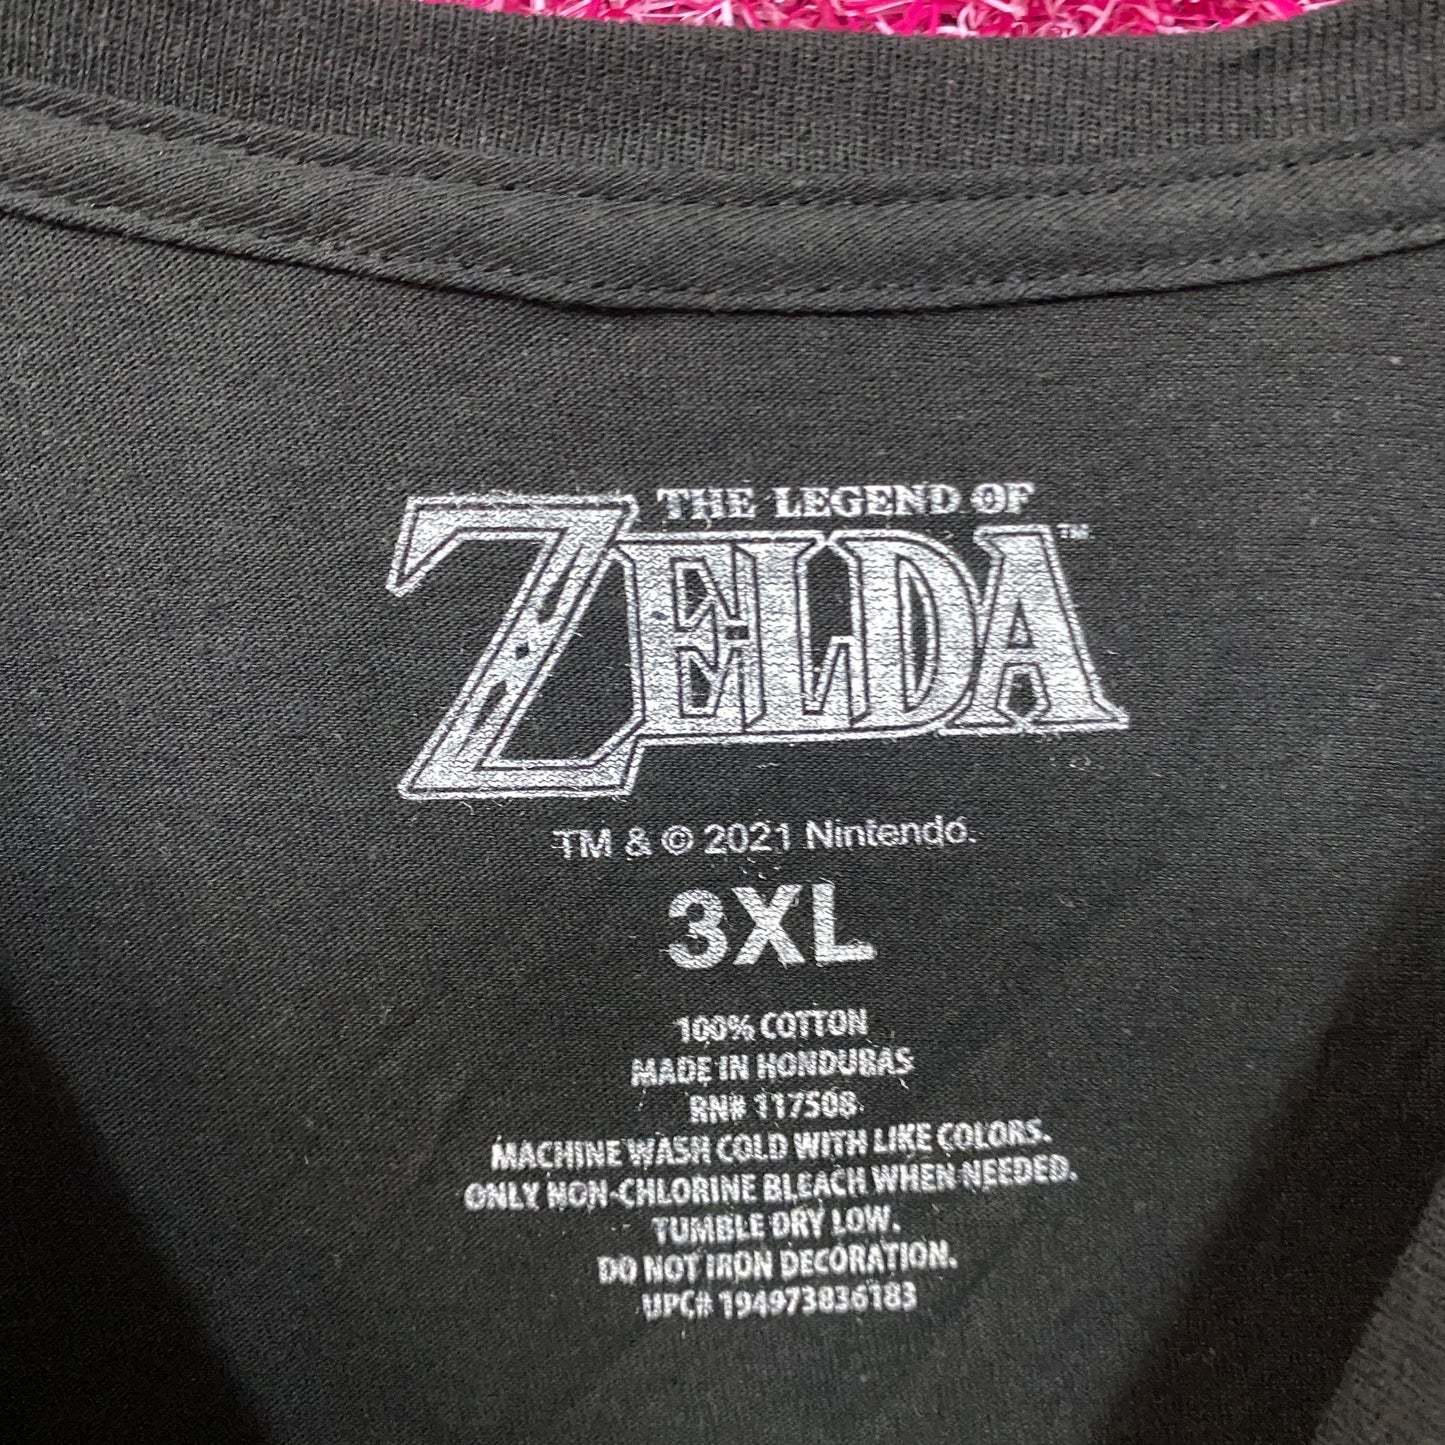 THE LEGEND OF
ZELDA™
TM & © 2021 Nintendo.
3XL
100% COTTON
MADE IN HONDURAS
RN# 117508
MACHINE WASH COLD WITH LIKE COLORS.
ONLY NON-CHLORINE BLEACH WHEN NEEDED.
TUMBLE DRY LOW.
DO NOT IRON DECORATION.
UPC# 194973836183